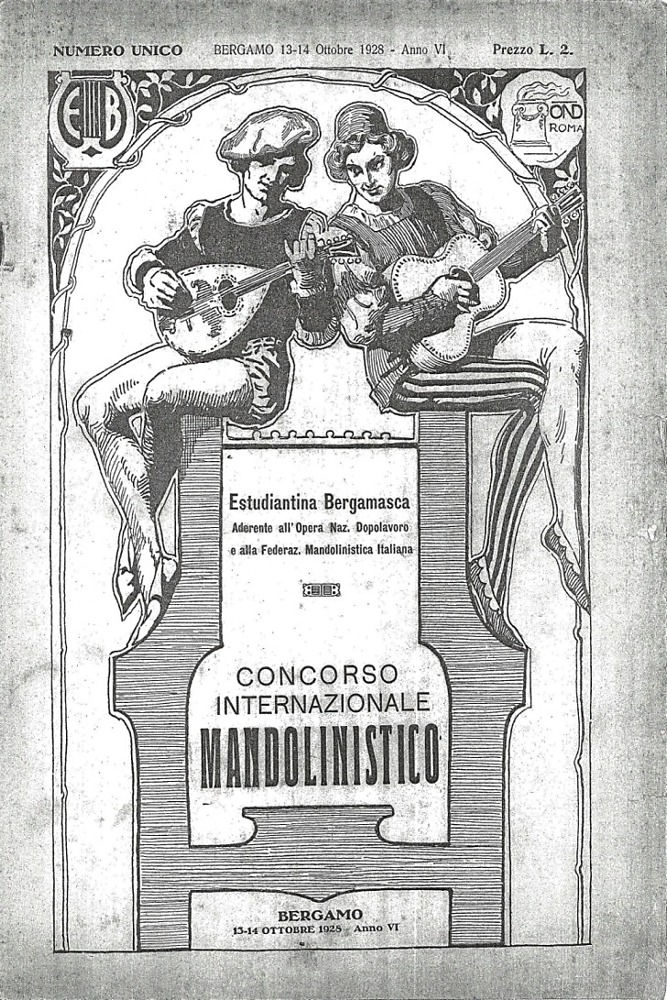 NUMERO UNICO BERGAMO 13-14 Ottobre 1928 - Anno VI Prezzo L. 2.
EB
OND
ROMA
Estudiantina Bergamasca
Aderente all'Opera Naz. Dopolavoro
e alla Federaz. Mandolinistica Italiana
CONCORSO
INTERNAZIONALE
MANDOLINISTICO
BERGAMO
13-14 OTTOBRE 1928 - Anno VI